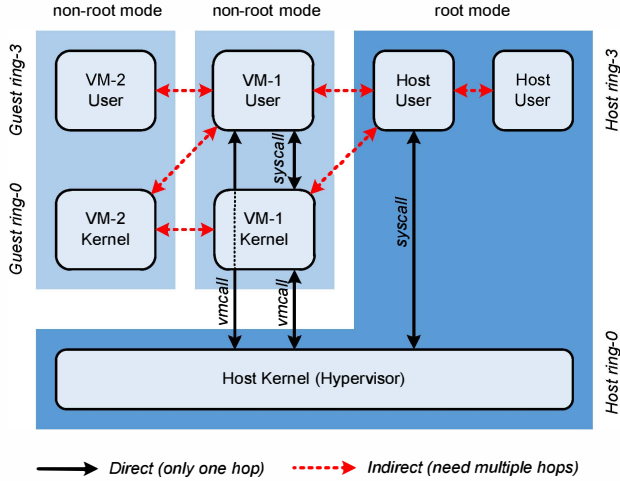 non-root mode
non-root mode
root mode
Guest ring-3
VM-2
User
VM-1
User
Host
User
Host
User
Host ring-3
syscall
Guest ring-0
VM-2
Kernel
VM-1
Kernel
syscall
vmcall
vmcall
Host Kernel (Hypervisor)
Host ring-0
Direct (only one hop)
Indirect (need multiple hops)